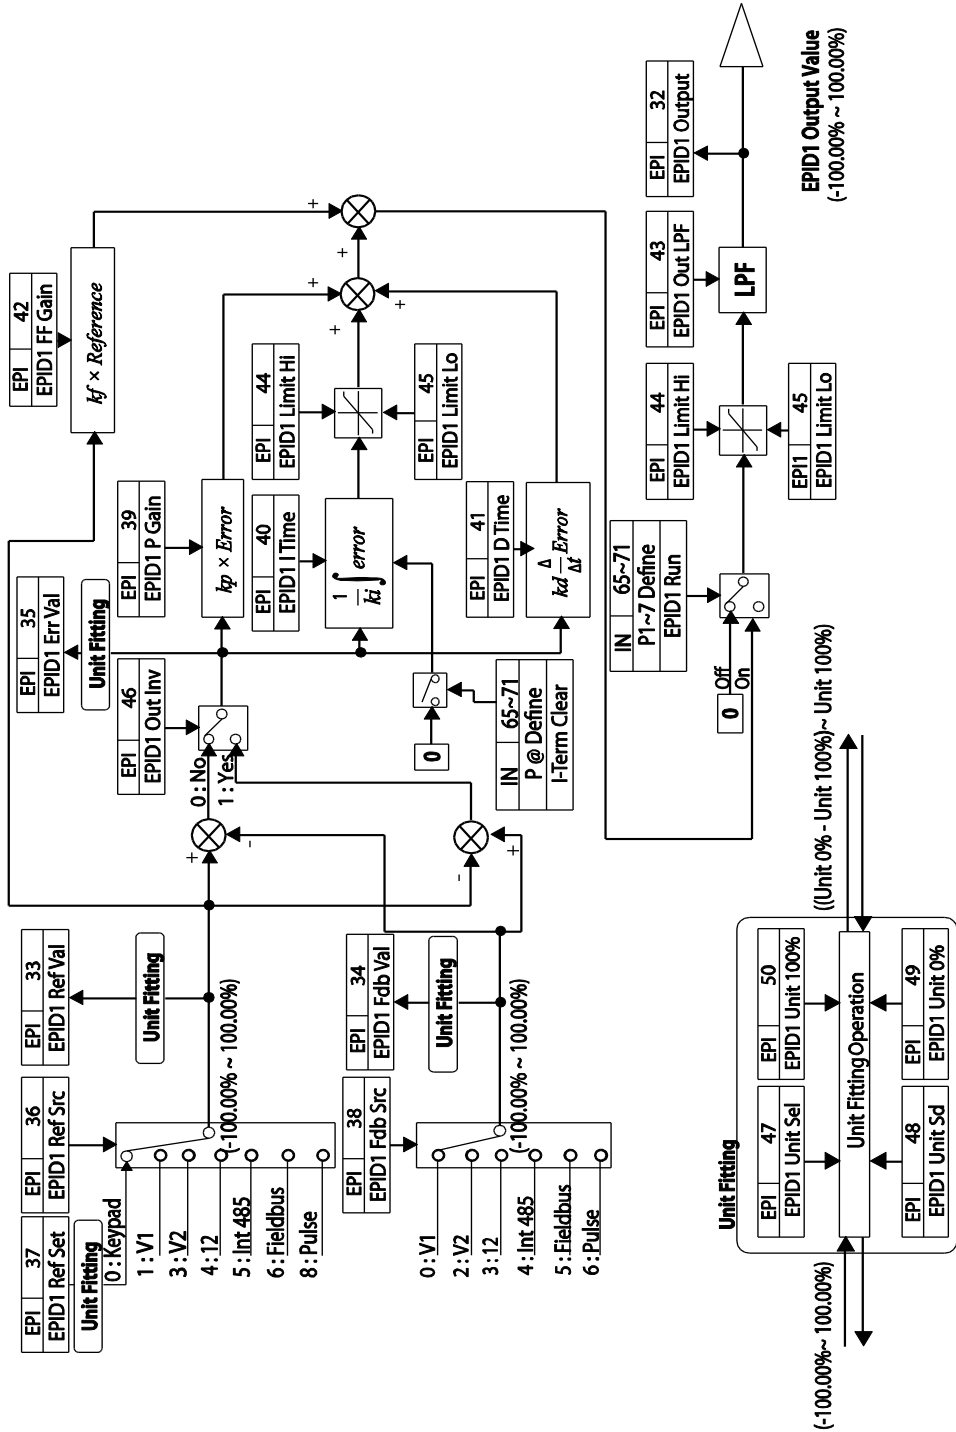 EPI 37
EPID1 Ref Set
Unit Fitting
EPI 36
EPID1 Ref Src
0 : Keypad
1 : V1
3 : V2
4 : 12
5 : Int 485
6 : Fieldbus
8 : Pulse
(-100.00% ~ 100.00%)
EPI 33
EPID1 Ref Val
Unit Fitting
EPI 38
EPID1 Fdb Src
0 : V1
2 : V2
3 : 12
4 : Int 485
5 : Fieldbus
6 : Pulse
(-100.00% ~ 100.00%)
EPI 34
EPID1 Fdb Val
Unit Fitting
+
-
-
+
0 : No
1 : Yes
EPI 46
EPID1 Out Inv
EPI 35
EPID1 Err Val
Unit Fitting
EPI 42
EPID1 FF Gain
kf × Reference
EPI 39
EPID1 P Gain
kp × Error
EPI 40
EPID1 I Time
1/ki ∫ error
0
IN 65~71
P @ Define
I-Term Clear
EPI 41
EPID1 D Time
kd Δ/Δt Error
EPI 44
EPID1 Limit Hi
EPI 45
EPID1 Limit Lo
+
+
+
+
+
IN 65~71
P1~7 Define
EPID1 Run
0
Off
On
EPI 44
EPID1 Limit Hi
EPI1 45
EPID1 Limit Lo
EPI 43
EPID1 Out LPF
LPF
EPI 32
EPID1 Output
EPID1 Output Value
(-100.00% ~ 100.00%)
Unit Fitting
EPI 47
EPID1 Unit Sel
EPI 50
EPID1 Unit 100%
Unit Fitting Operation
EPI 48
EPID1 Unit Sd
EPI 49
EPID1 Unit 0%
(-100.00%~ 100.00%)
((Unit 0% - Unit 100%)~ Unit 100%)